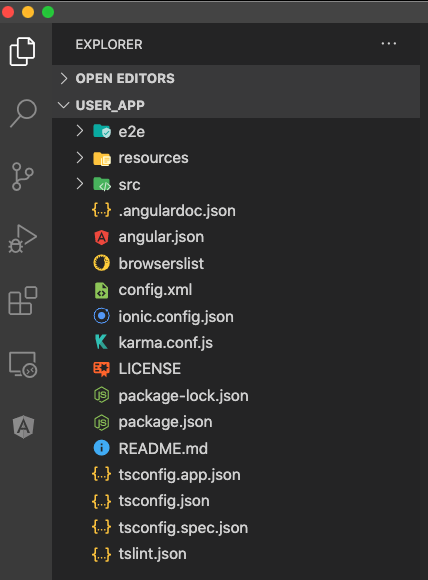 EXPLORER
OPEN EDITORS
USER_APP
e2e
resources
src
.angulardoc.json
angular.json
browserslist
config.xml
ionic.config.json
karma.conf.js
LICENSE
package-lock.json
package.json
README.md
tsconfig.app.json
tsconfig.json
tsconfig.spec.json
tslint.json